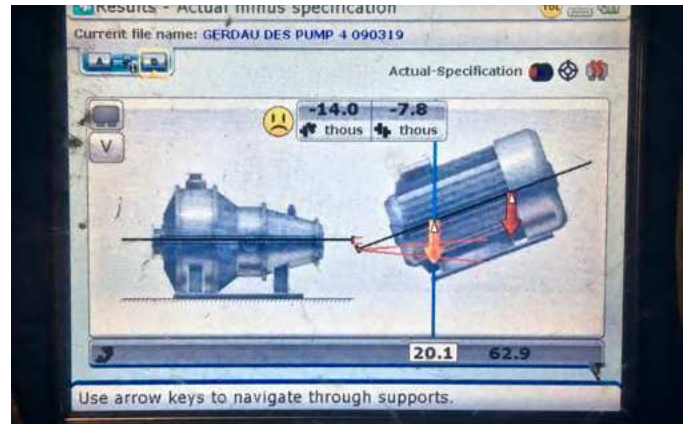 Results - Actual minus specification
TOL
Current file name: GERDAU DES PUMP 4 090319
A B
Actual-Specification
-14.0 -7.8
thous thous
V
20.1 62.9
Use arrow keys to navigate through supports.